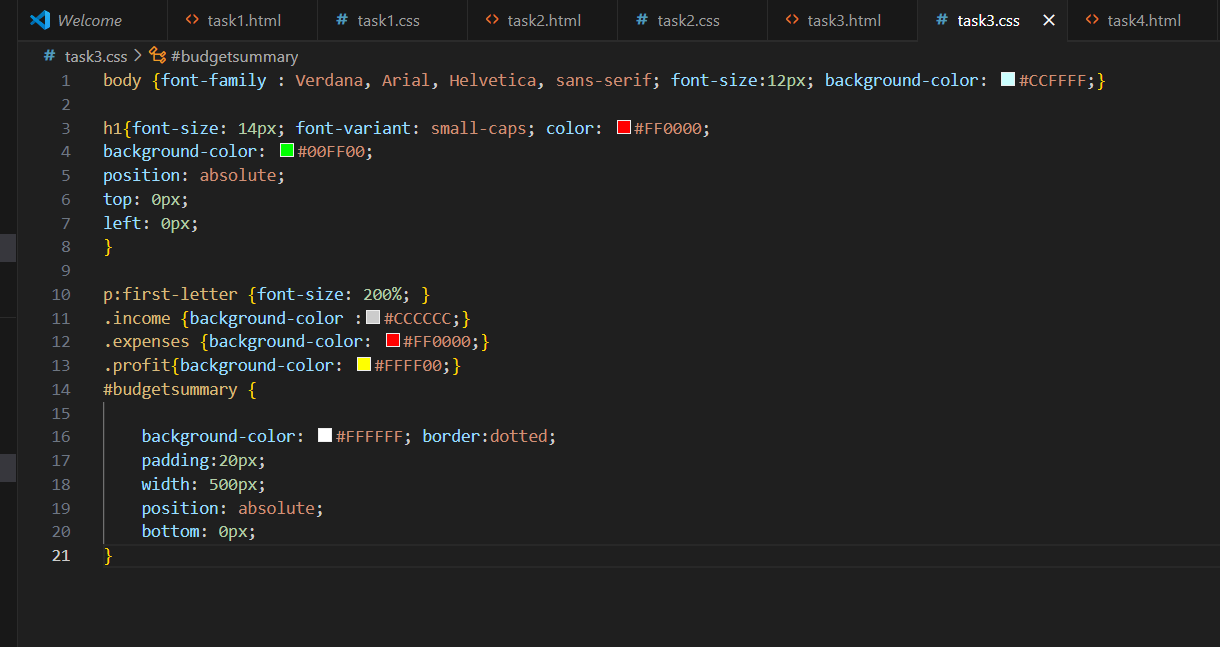 Welcome task1.html task1.css task2.html task2.css task3.html task3.css task4.html
task3.css #budgetsummary
1 body {font-family : Verdana, Arial, Helvetica, sans-serif; font-size:12px; background-color: #CCFFFF;}
2
3 h1{font-size: 14px; font-variant: small-caps; color: #FF0000;
4 background-color: #00FF00;
5 position: absolute;
6 top: 0px;
7 left: 0px;
8 }
9
10 p:first-letter {font-size: 200%; }
11 .income {background-color :#CCCCCC;}
12 .expenses {background-color: #FF0000;}
13 .profit{background-color: #FFFF00;}
14 #budgetsummary {
15
16 background-color: #FFFFFF; border:dotted;
17 padding:20px;
18 width: 500px;
19 position: absolute;
20 bottom: 0px;
21 }